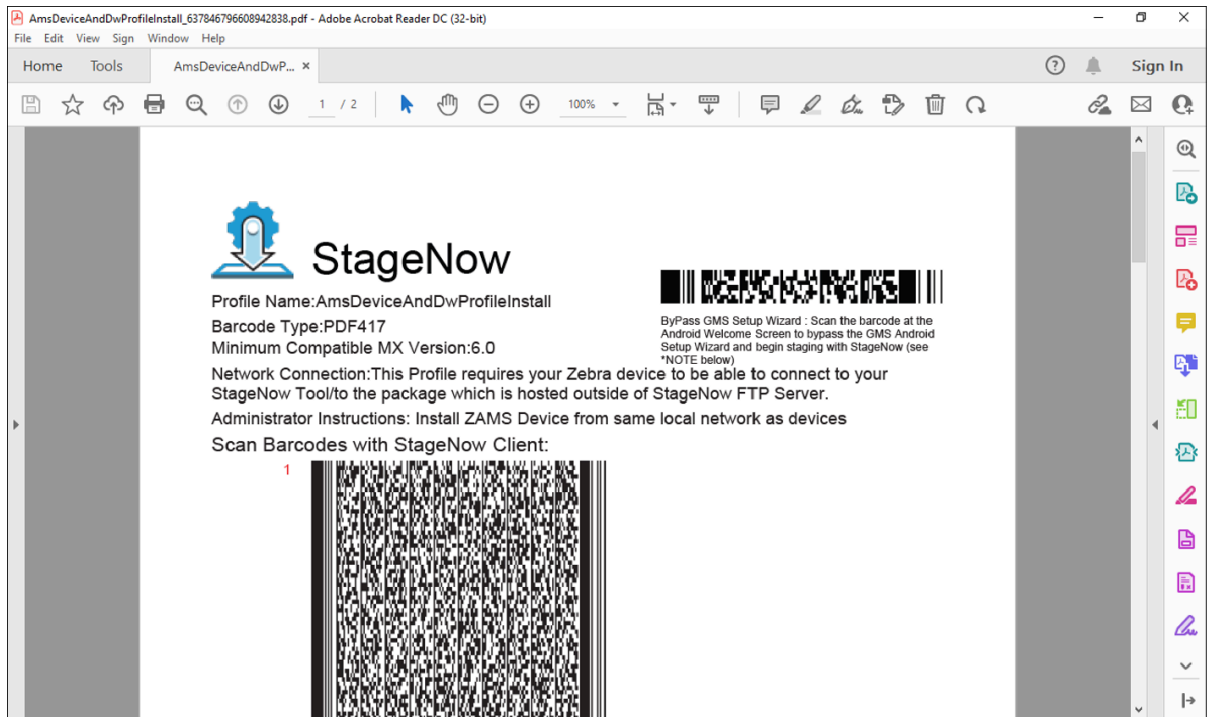 AmsDeviceAndDwProfileInstall_637846796608942838.pdf - Adobe Acrobat Reader DC (32-bit)
File Edit View Sign Window Help
Home Tools AmsDeviceAndDwP... × Sign In
1 / 2 100%
StageNow
Profile Name:AmsDeviceAndDwProfileInstall
Barcode Type:PDF417
Minimum Compatible MX Version:6.0
ByPass GMS Setup Wizard : Scan the barcode at the
Android Welcome Screen to bypass the GMS Android
Setup Wizard and begin staging with StageNow (see
*NOTE below)
Network Connection:This Profile requires your Zebra device to be able to connect to your
StageNow Tool/to the package which is hosted outside of StageNow FTP Server.
Administrator Instructions: Install ZAMS Device from same local network as devices
Scan Barcodes with StageNow Client:
1